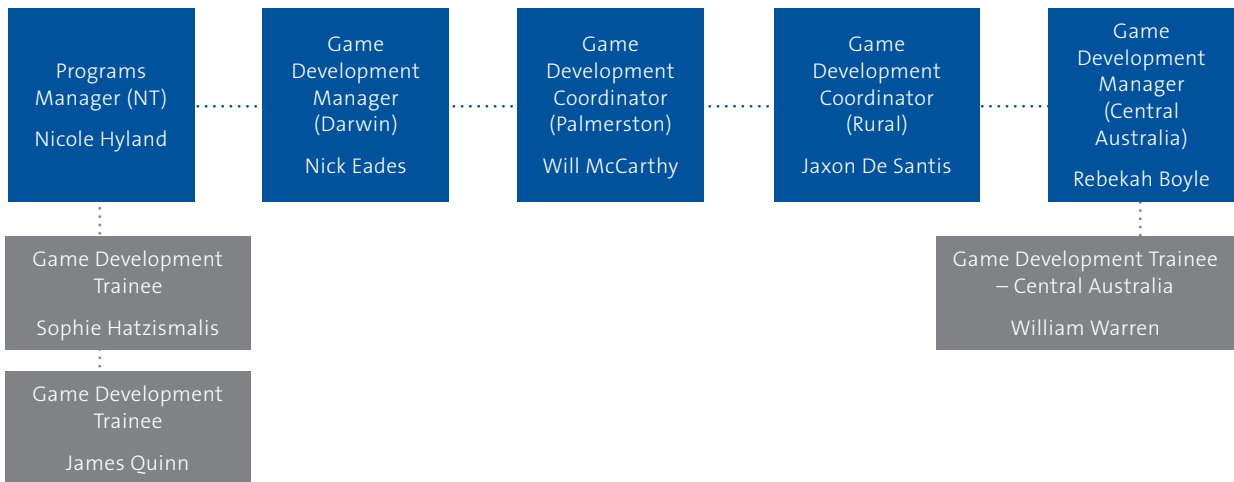 Programs
Manager (NT)
Nicole Hyland
Game
Development
Manager
(Darwin)
Nick Eades
Game
Development
Coordinator
(Palmerston)
Will McCarthy
Game
Development
Coordinator
(Rural)
Jaxon De Santis
Game
Development
Manager
(Central
Australia)
Rebekah Boyle
Game Development
Trainee
Sophie Hatzismalis
Game Development Trainee
– Central Australia
William Warren
Game Development
Trainee
James Quinn